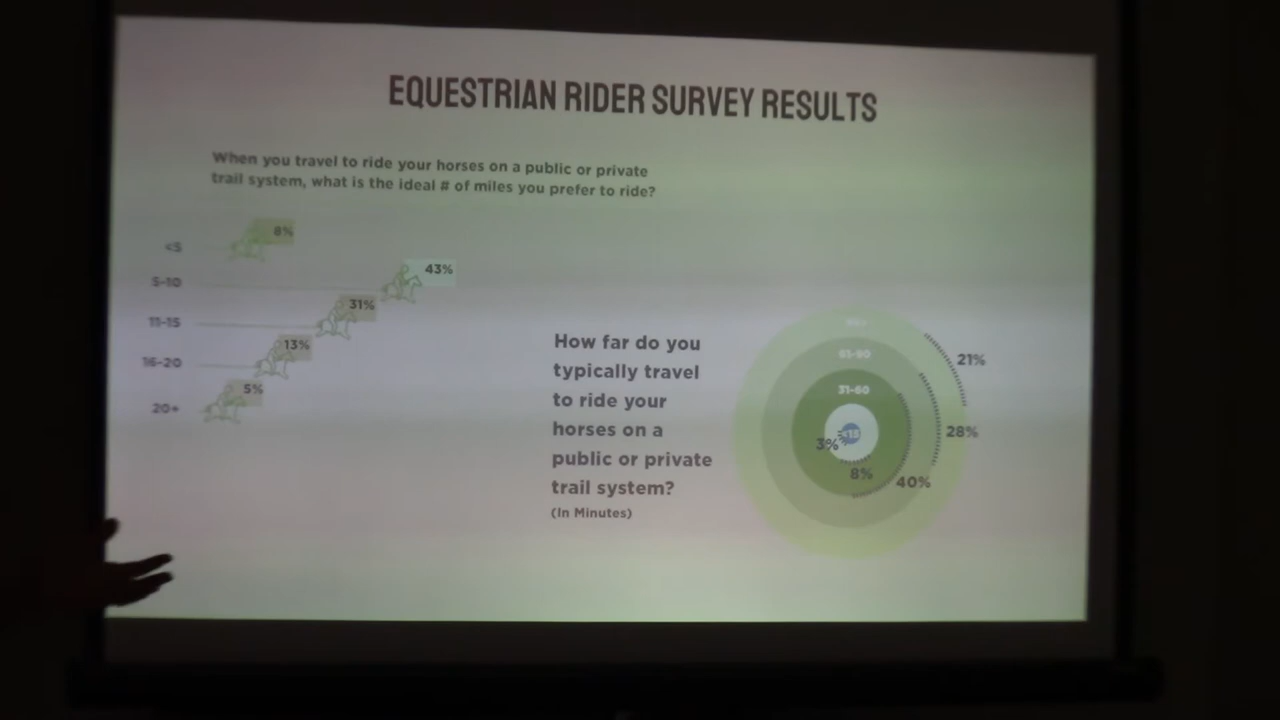 EQUESTRIAN RIDER SURVEY RESULTS
When you travel to ride your horses on a public or private
trail system, what is the ideal # of miles you prefer to ride?
<5 8%
5-10 43%
11-15 31%
16-20 13%
20+ 5%
How far do you
typically travel
to ride your
horses on a
public or private
trail system?
(In Minutes)
61-90
31-60
<15
21%
28%
3%
8%
40%